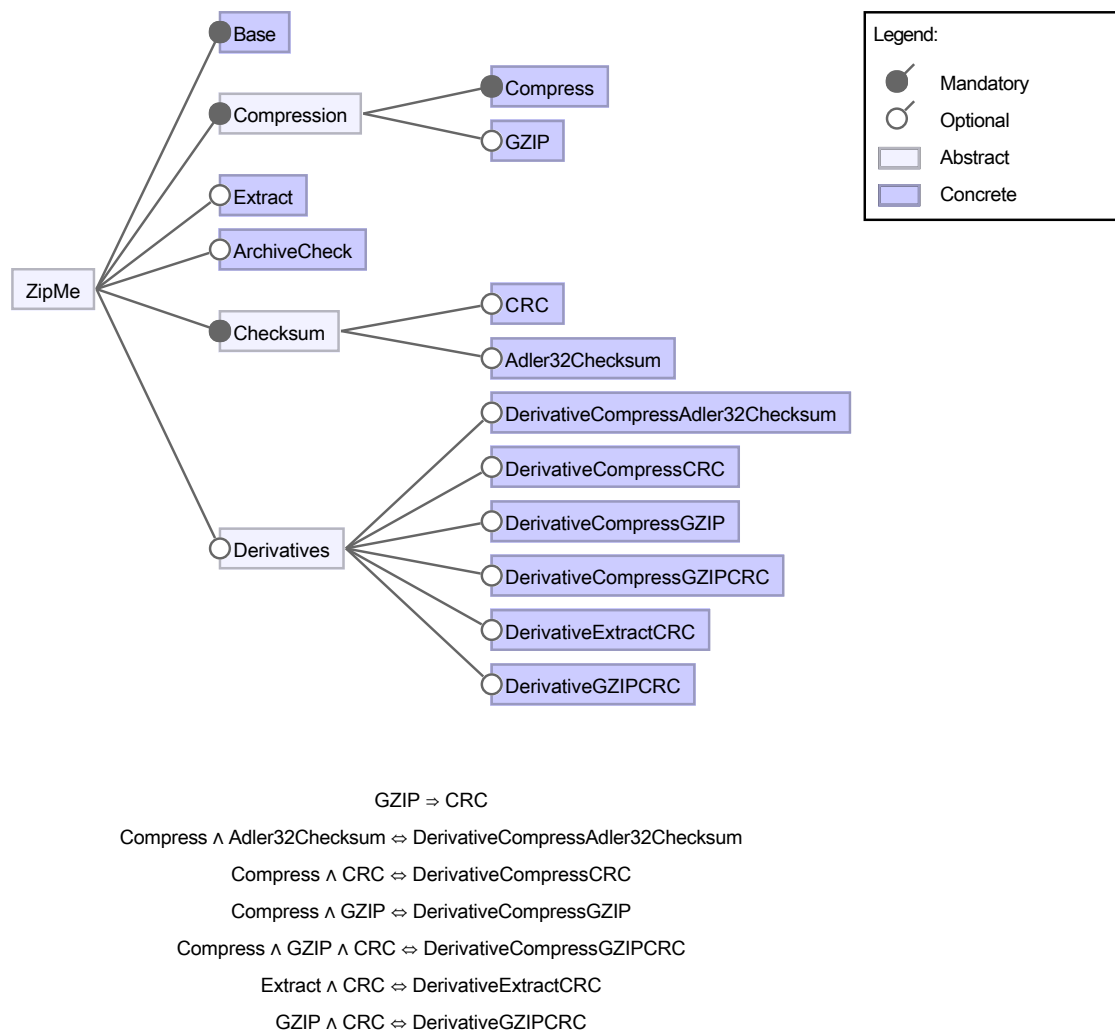 Base
Compression
Compress
GZIP
Extract
ArchiveCheck
ZipMe
Checksum
CRC
Adler32Checksum
Derivatives
DerivativeCompressAdler32Checksum
DerivativeCompressCRC
DerivativeCompressGZIP
DerivativeCompressGZIPCRC
DerivativeExtractCRC
DerivativeGZIPCRC
Legend:
Mandatory
Optional
Abstract
Concrete
GZIP ⇒ CRC
Compress ∧ Adler32Checksum ⇔ DerivativeCompressAdler32Checksum
Compress ∧ CRC ⇔ DerivativeCompressCRC
Compress ∧ GZIP ⇔ DerivativeCompressGZIP
Compress ∧ GZIP ∧ CRC ⇔ DerivativeCompressGZIPCRC
Extract ∧ CRC ⇔ DerivativeExtractCRC
GZIP ∧ CRC ⇔ DerivativeGZIPCRC